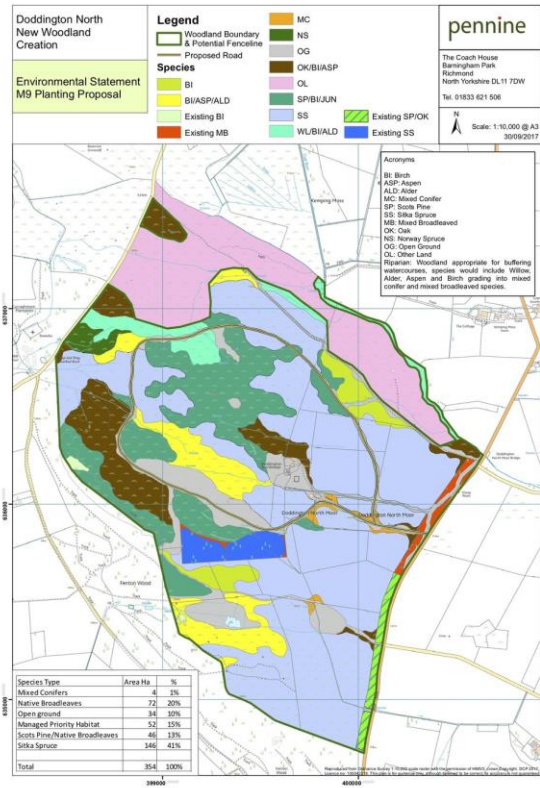 Doddington North
New Woodland
Creation
Environmental Statement
M9 Planting Proposal
Legend
Woodland Boundary
& Potential Fenceline
Proposed Road
Species
BI
BI/ASP/ALD
Existing BI
Existing MB
MC
NS
OG
OK/BI/ASP
OL
SP/BI/JUN
SS
WL/BI/ALD
Existing SP/OK
Existing SS
pennine
The Coach House
Barningham Park
Richmond
North Yorkshire DL11 7DW
Tel. 01833 621 506
N
Scale: 1:10,000 @ A3
30/09/2017
Acronyms
BI: Birch
ASP: Aspen
ALD: Alder
MC: Mixed Conifer
SP: Scots Pine
SS: Sitka Spruce
MB: Mixed Broadleaved
OK: Oak
NS: Norway Spruce
OG: Open Ground
OL: Other Land
Riparian: Woodland appropriate for buffering
watercourses, species would include Willow,
Alder, Aspen and Birch grading into mixed
conifer and mixed broadleaved species.
Kemping Moss
637000
636000
Doddington North Moor
Fenton Wood
635000
Species Type Area Ha %
Mixed Conifers 4 1%
Native Broadleaves 72 20%
Open ground 34 10%
Managed Priority Habitat 52 15%
Scots Pine/Native Broadleaves 46 13%
Sitka Spruce 146 41%
Total 354 100%
399000
400000